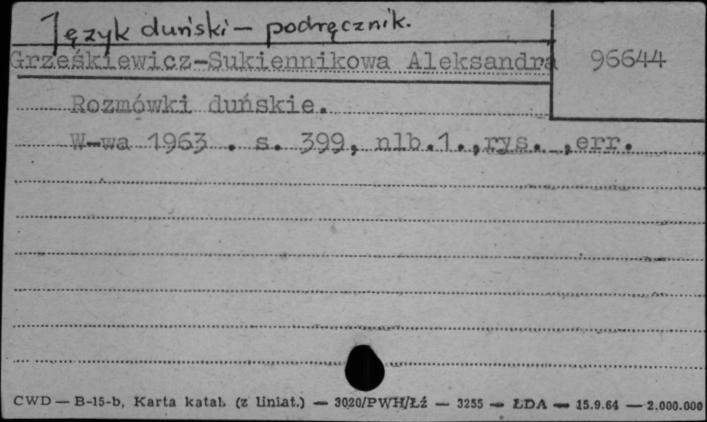 Język duński – podręcznik.
Grześkiewicz-Sukiennikowa Aleksandra
96644
Rozmówki duńskie.
W-wa 1963 . s. 399, nlb.1.,rys. ,err.
CWD — B-15-b, Karta katal. (z liniat.) — 3020/PWH/Łź — 3255 — ŁDA — 15.9.64 — 2.000.000